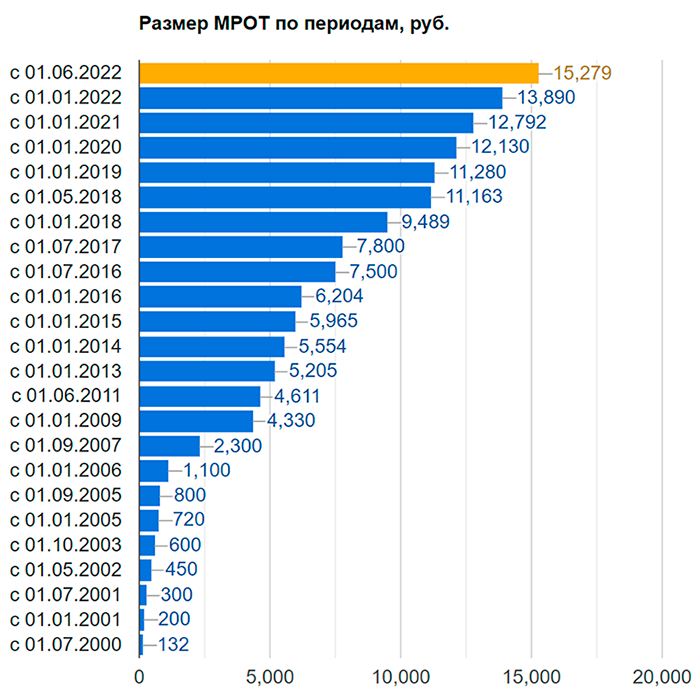 Размер МРОТ по периодам, руб.
с 01.06.2022 15,279
с 01.01.2022 13,890
с 01.01.2021 12,792
с 01.01.2020 12,130
с 01.01.2019 11,280
с 01.05.2018 11,163
с 01.01.2018 9,489
с 01.07.2017 7,800
с 01.07.2016 7,500
с 01.01.2016 6,204
с 01.01.2015 5,965
с 01.01.2014 5,554
с 01.01.2013 5,205
с 01.06.2011 4,611
с 01.01.2009 4,330
с 01.09.2007 2,300
с 01.01.2006 1,100
с 01.09.2005 800
с 01.01.2005 720
с 01.10.2003 600
с 01.05.2002 450
с 01.07.2001 300
с 01.01.2001 200
с 01.07.2000 132
0 5,000 10,000 15,000 20,000